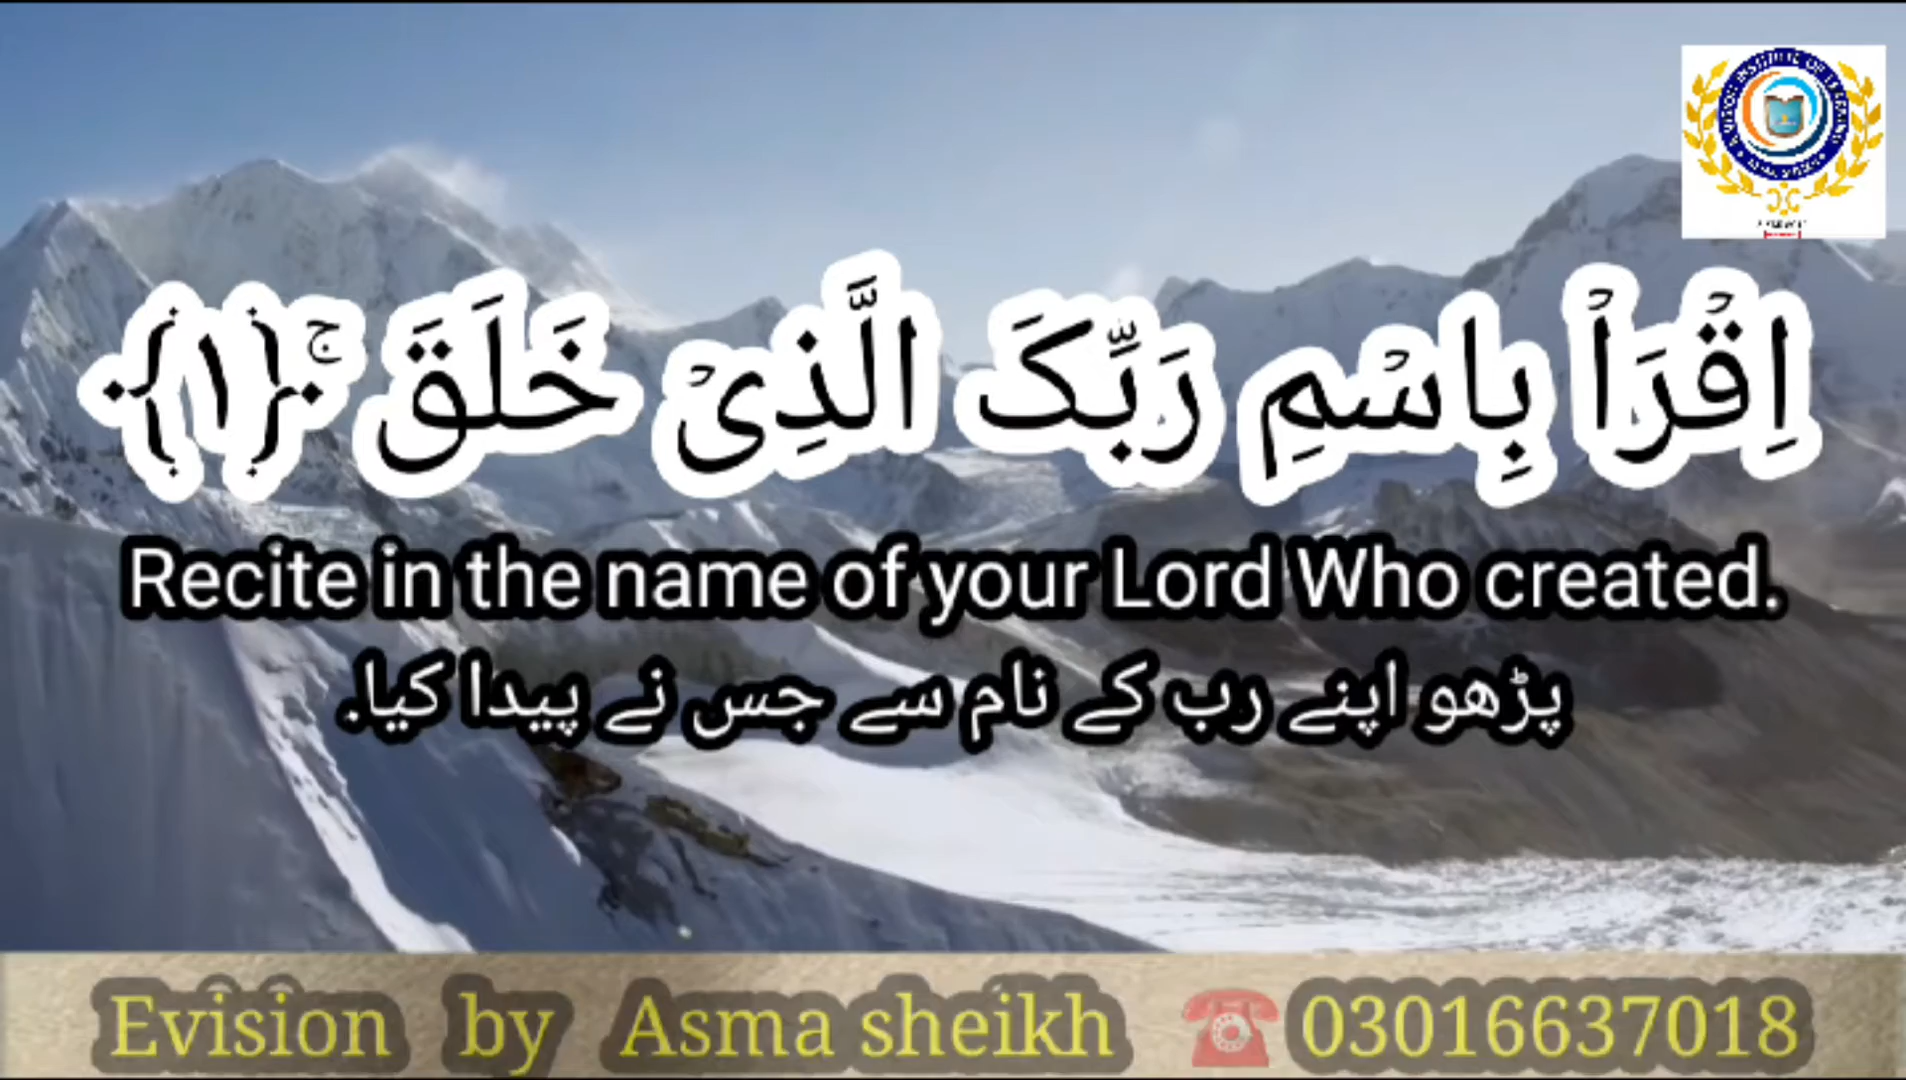 اِقۡرَاۡ بِاسۡمِ رَبِّکَ الَّذِیۡ خَلَقَ ۚ﴿۱﴾
Recite in the name of your Lord Who created.
پڑھو اپنے رب کے نام سے جس نے پیدا کیا.
Evision by Asma sheikh ☎03016637018